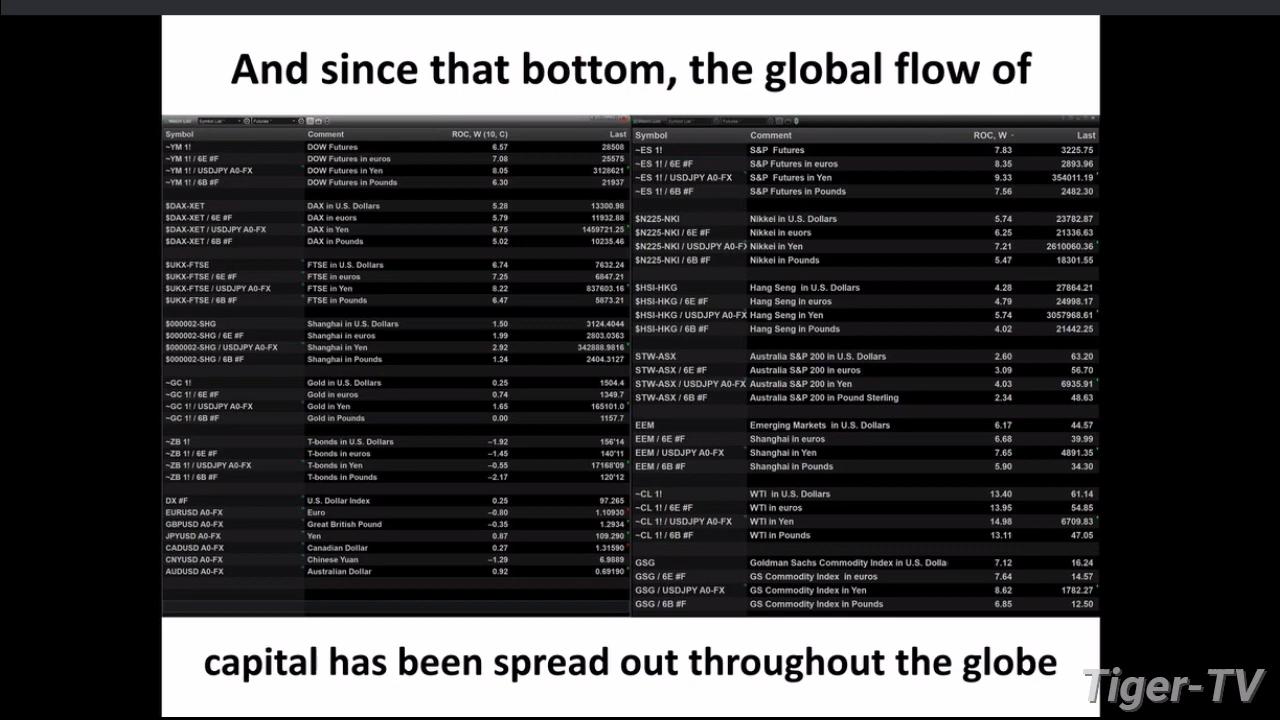 And since that bottom, the global flow of
Symbol Comment ROC, W (10, C) Last
~YM 1! DOW Futures 6.57 28508
~YM 1! / 6E #F DOW Futures in euros 7.08 25575
~YM 1! / USDJPY A0-FX DOW Futures in Yen 8.05 3128621
~YM 1! / 6B #F DOW Futures in Pounds 6.30 21937
$DAX-XET DAX in U.S. Dollars 5.28 13300.98
$DAX-XET / 6E #F DAX in euors 5.79 11932.88
$DAX-XET / USDJPY A0-FX DAX in Yen 6.75 1459721.25
$DAX-XET / 6B #F DAX in Pounds 5.02 10235.46
$UKX-FTSE FTSE in U.S. Dollars 6.74 7632.24
$UKX-FTSE / 6E #F FTSE in euros 7.25 6847.21
$UKX-FTSE / USDJPY A0-FX FTSE in Yen 8.22 837603.16
$UKX-FTSE / 6B #F FTSE in Pounds 6.47 5873.21
$000002-SHG Shanghai in U.S. Dollars 1.50 3124.4044
$000002-SHG / 6E #F Shanghai in euros 1.99 2803.0363
$000002-SHG / USDJPY A0-FX Shanghai in Yen 2.92 342888.9816
$000002-SHG / 6B #F Shanghai in Pounds 1.24 2404.3127
~GC 1! Gold in U.S. Dollars 0.25 1504.4
~GC 1! / 6E #F Gold in euros 0.74 1349.7
~GC 1! / USDJPY A0-FX Gold in Yen 1.65 165101.0
~GC 1! / 6B #F Gold in Pounds 0.00 1157.7
~ZB 1! T-bonds in U.S. Dollars −1.92 156'14
~ZB 1! / 6E #F T-bonds in euros −1.45 140'11
~ZB 1! / USDJPY A0-FX T-bonds in Yen −0.55 17168'09
~ZB 1! / 6B #F T-bonds in Pounds −2.17 120'12
DX #F U.S. Dollar Index 0.25 97.265
EURUSD A0-FX Euro −0.80 1.10930
GBPUSD A0-FX Great British Pound −0.35 1.2934
JPYUSD A0-FX Yen 0.87 109.290
CADUSD A0-FX Canadian Dollar 0.27 1.31590
CNYUSD A0-FX Chinese Yuan −1.29 6.9889
AUDUSD A0-FX Australian Dollar 0.92 0.69190
Symbol Comment ROC, W Last
~ES 1! S&P Futures 7.83 3225.75
~ES 1! / 6E #F S&P Futures in euros 8.35 2893.96
~ES 1! / USDJPY A0-FX S&P Futures in Yen 9.33 354011.19
~ES 1! / 6B #F S&P Futures in Pounds 7.56 2482.30
$N225-NKI Nikkei in U.S. Dollars 5.74 23782.87
$N225-NKI / 6E #F Nikkei in euors 6.25 21336.63
$N225-NKI / USDJPY A0-FX Nikkei in Yen 7.21 2610060.36
$N225-NKI / 6B #F Nikkei in Pounds 5.47 18301.55
$HSI-HKG Hang Seng in U.S. Dollars 4.28 27864.21
$HSI-HKG / 6E #F Hang Seng in euros 4.79 24998.17
$HSI-HKG / USDJPY A0-FX Hang Seng in Yen 5.74 3057968.61
$HSI-HKG / 6B #F Hang Seng in Pounds 4.02 21442.25
STW-ASX Australia S&P 200 in U.S. Dollars 2.60 63.20
STW-ASX / 6E #F Australia S&P 200 in euros 3.09 56.70
STW-ASX / USDJPY A0-FX Australia S&P 200 in Yen 4.03 6935.91
STW-ASX / 6B #F Australia S&P 200 in Pound Sterling 2.34 48.63
EEM Emerging Markets in U.S. Dollars 6.17 44.57
EEM / 6E #F Shanghai in euros 6.68 39.99
EEM / USDJPY A0-FX Shanghai in Yen 7.65 4891.35
EEM / 6B #F Shanghai in Pounds 5.90 34.30
~CL 1! WTI in U.S. Dollars 13.40 61.14
~CL 1! / 6E #F WTI in euros 13.95 54.85
~CL 1! / USDJPY A0-FX WTI in Yen 14.98 6709.83
~CL 1! / 6B #F WTI in Pounds 13.11 47.05
GSG Goldman Sachs Commodity Index in U.S. Dolla 7.12 16.24
GSG / 6E #F GS Commodity Index in euros 7.64 14.57
GSG / USDJPY A0-FX GS Commodity Index in Yen 8.62 1782.27
GSG / 6B #F GS Commodity Index in Pounds 6.85 12.50
capital has been spread out throughout the globe
Tiger-TV